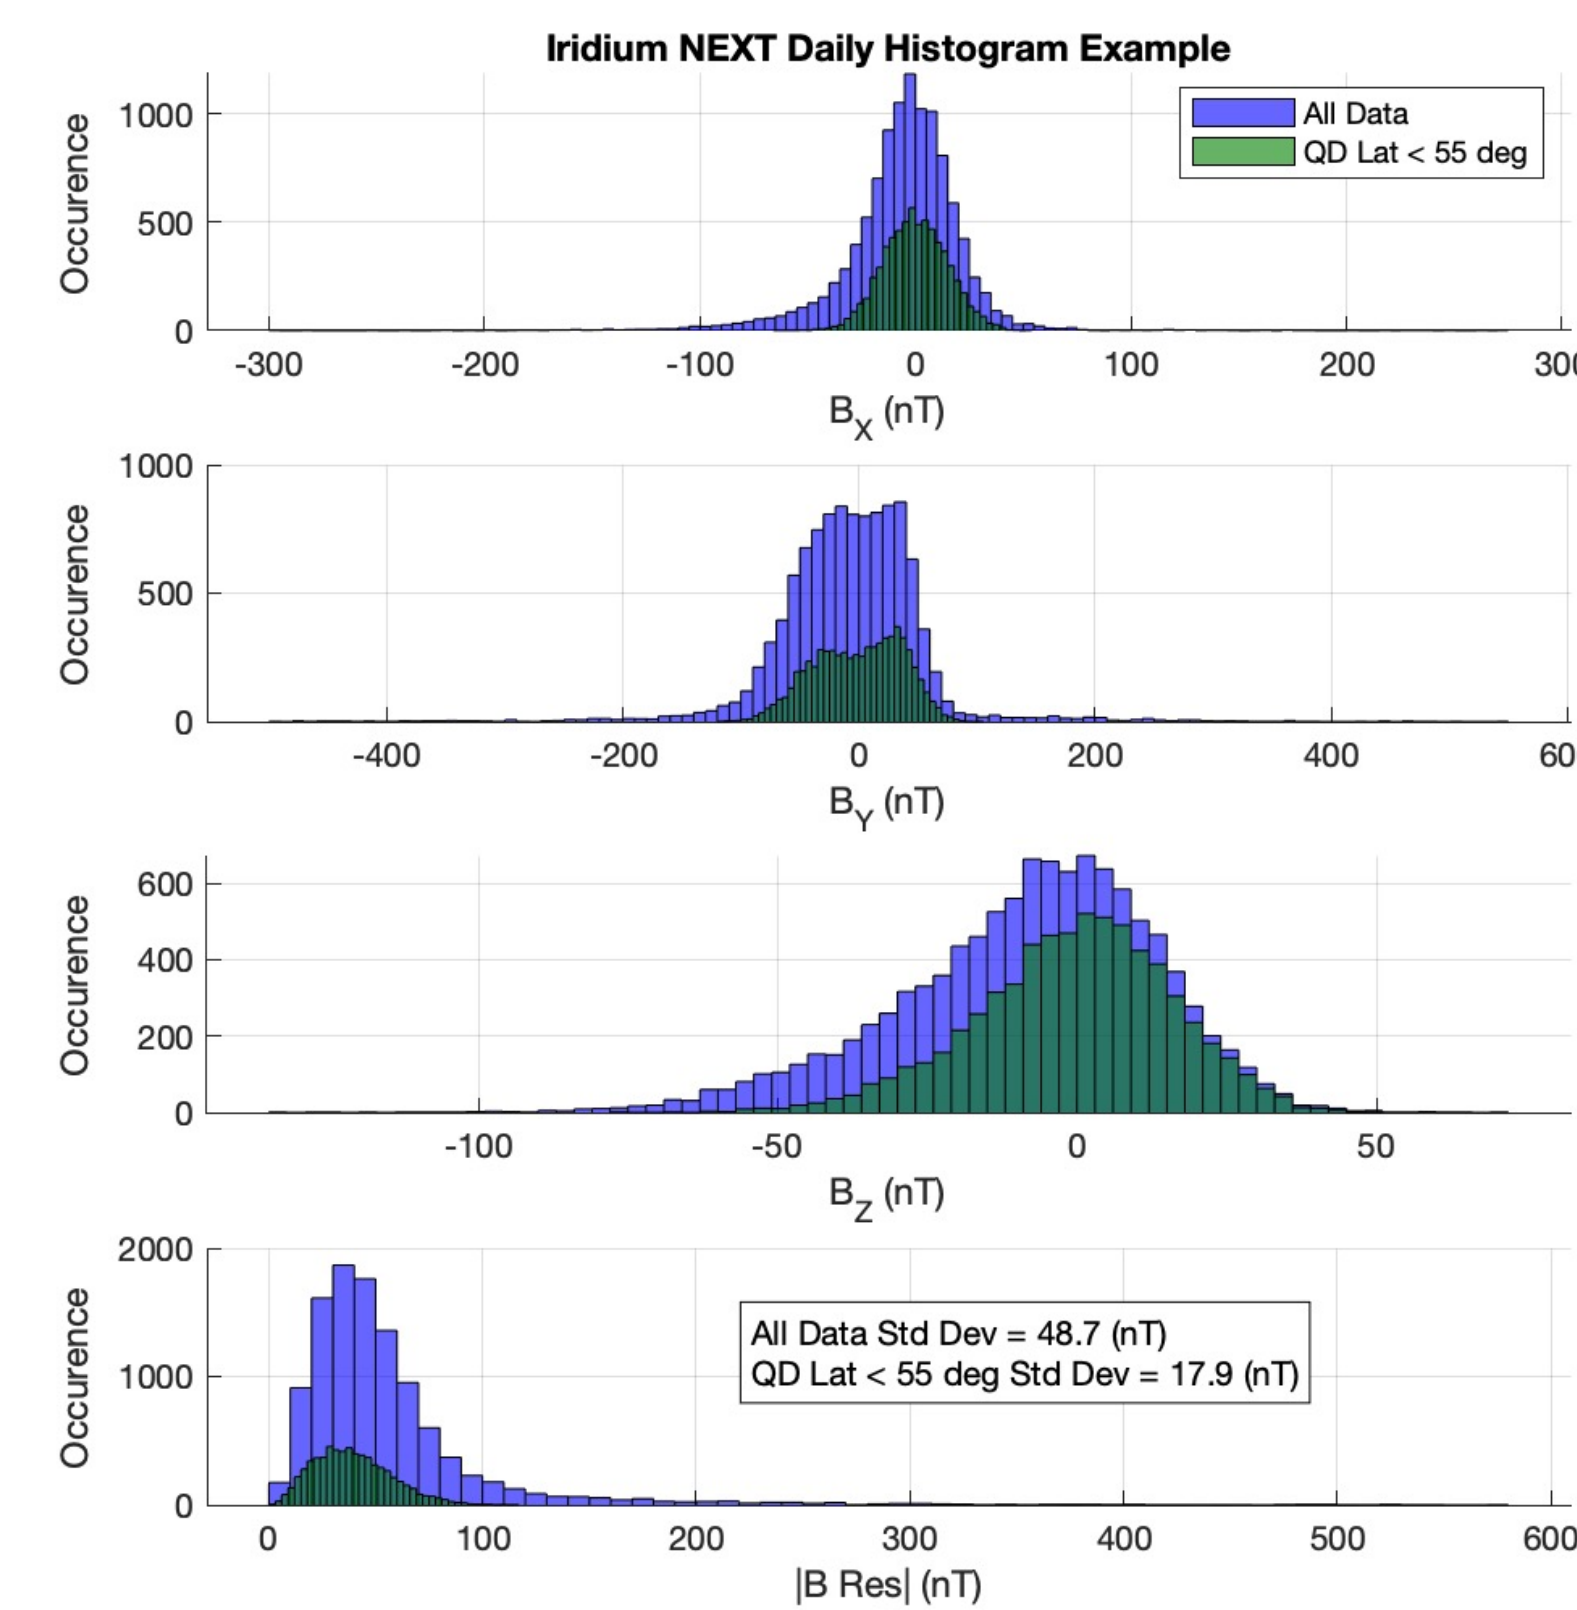 Iridium NEXT Daily Histogram Example
All Data
QD Lat < 55 deg
Occurence
1000
500
0
-300 -200 -100 0 100 200 300
B_X (nT)
Occurence
1000
500
0
-400 -200 0 200 400 60
B_Y (nT)
Occurence
600
400
200
0
-100 -50 0 50
B_Z (nT)
Occurence
2000
1000
0
All Data Std Dev = 48.7 (nT)
QD Lat < 55 deg Std Dev = 17.9 (nT)
0 100 200 300 400 500 600
|B Res| (nT)